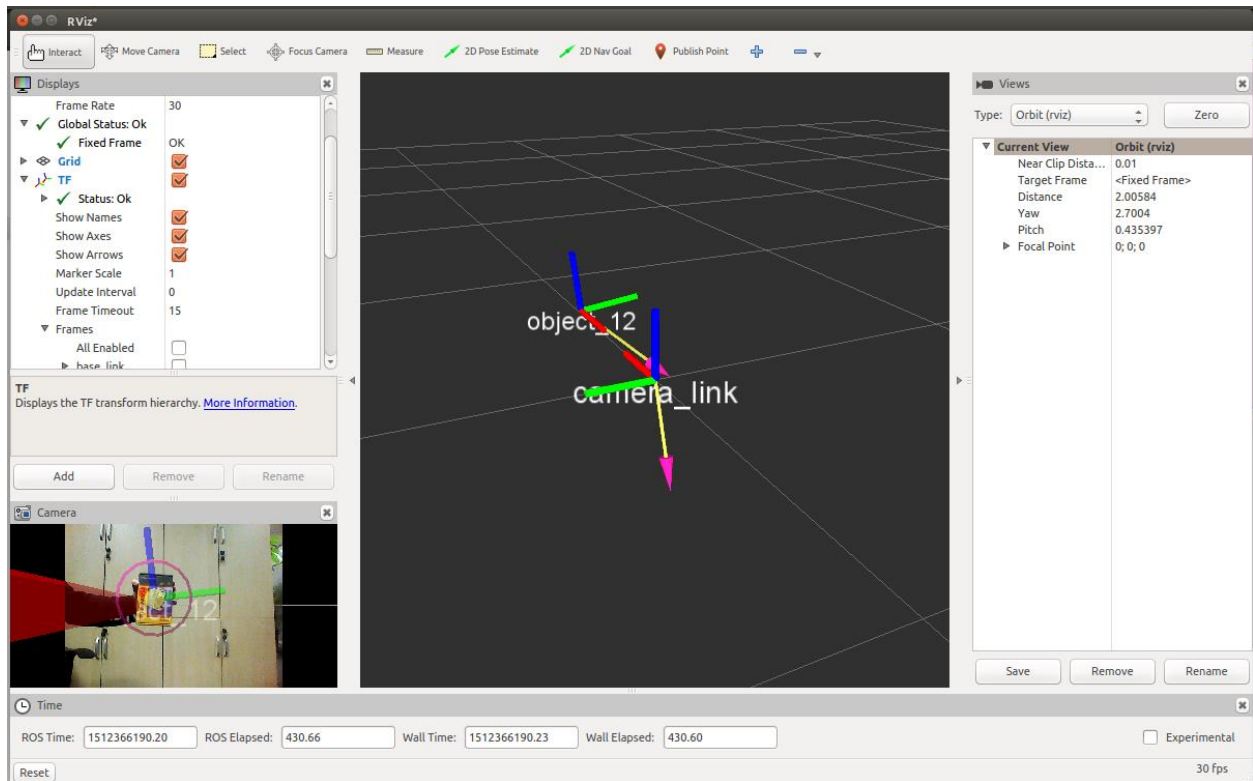 RViz*
Interact Move Camera Select Focus Camera Measure 2D Pose Estimate 2D Nav Goal Publish Point
Displays
Frame Rate 30
Global Status: Ok
Fixed Frame OK
Grid
TF
Status: Ok
Show Names
Show Axes
Show Arrows
Marker Scale 1
Update Interval 0
Frame Timeout 15
Frames
All Enabled
base_link
TF
Displays the TF transform hierarchy. More Information.
Add Remove Rename
Camera
_12
object_12
camera_link
Views
Type: Orbit (rviz) Zero
Current View Orbit (rviz)
Near Clip Dista... 0.01
Target Frame <Fixed Frame>
Distance 2.00584
Yaw 2.7004
Pitch 0.435397
Focal Point 0; 0; 0
Save Remove Rename
Time
ROS Time: 1512366190.20 ROS Elapsed: 430.66 Wall Time: 1512366190.23 Wall Elapsed: 430.60 Experimental
Reset 30 fps